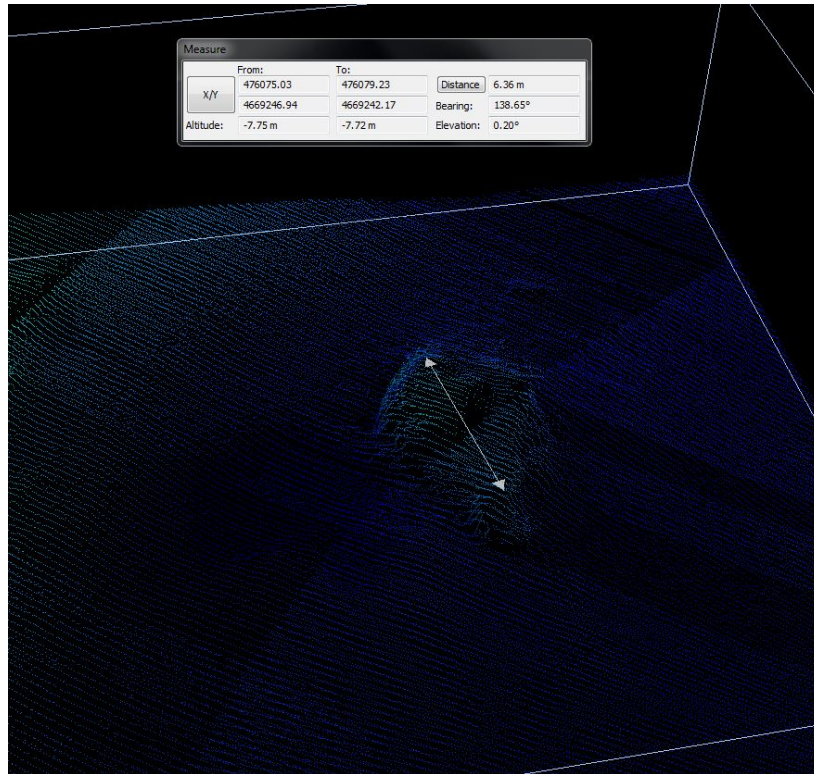 Measure
From: To:
X/Y 476075.03 476079.23 Distance 6.36 m
4669246.94 4669242.17 Bearing: 138.65°
Altitude: -7.75 m -7.72 m Elevation: 0.20°